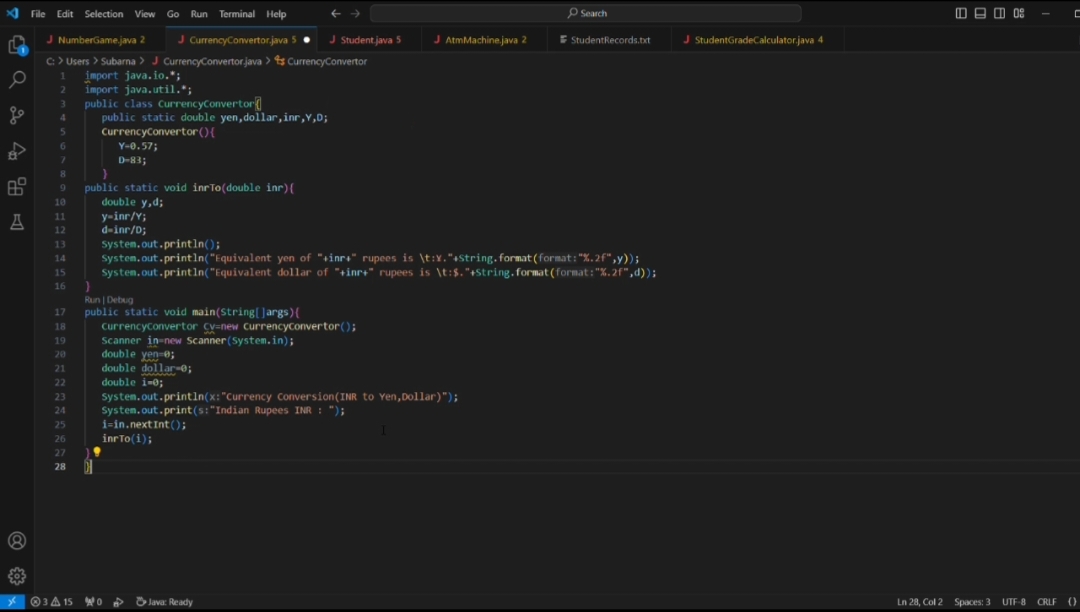 File Edit Selection View Go Run Terminal Help Search
NumberGame.java 2 CurrencyConvertor.java 5 Student.java 5 AtmMachine.java 2 StudentRecords.txt StudentGradeCalculator.java 4
C: > Users > Subarna > CurrencyConvertor.java > CurrencyConvertor
1 import java.io.*;
2 import java.util.*;
3 public class CurrencyConvertor{
4 public static double yen,dollar,inr,Y,D;
5 CurrencyConvertor(){
6 Y=0.57;
7 D=83;
8 }
9 public static void inrTo(double inr){
10 double y,d;
11 y=inr/Y;
12 d=inr/D;
13 System.out.println();
14 System.out.println("Equivalent yen of "+inr+" rupees is \t:¥."+String.format(format:"%.2f",y));
15 System.out.println("Equivalent dollar of "+inr+" rupees is \t:$."+String.format(format:"%.2f",d));
16 }
Run | Debug
17 public static void main(String[]args){
18 CurrencyConvertor Cv=new CurrencyConvertor();
19 Scanner in=new Scanner(System.in);
20 double yen=0;
21 double dollar=0;
22 double i=0;
23 System.out.println(x:"Currency Conversion(INR to Yen,Dollar)");
24 System.out.print(s:"Indian Rupees INR : ");
25 i=in.nextInt();
26 inrTo(i);
27 }
28 }
1
3 15 0 Java: Ready Ln 28, Col 2 Spaces: 3 UTF-8 CRLF {}